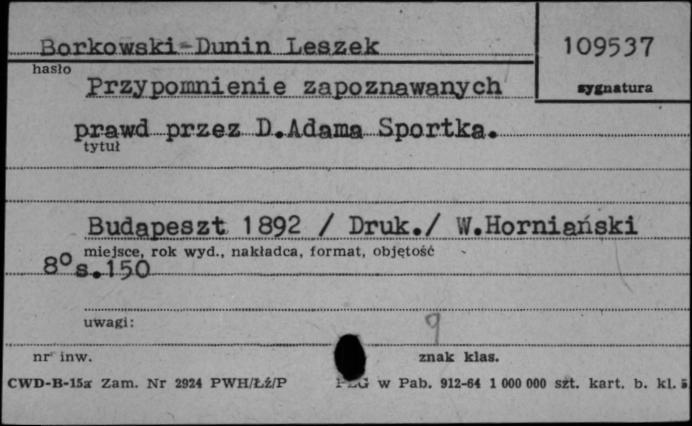 Borkowski-Dunin Leszek
109537
hasło
sygnatura
Przypomnienie zapoznawanych
prawd przez D.Adama Sportka.
tytuł
Budapeszt 1892 / Druk./ W.Horniański
miejsce, rok wyd., nakładca, format, objętość
8° s.150
uwagi:
9
nr inw.
znak klas.
CWD-B-15a Zam. Nr 2924 PWH/Łź/P
w Pab. 912-64 1 000 000 szt. kart. b. kl. 5